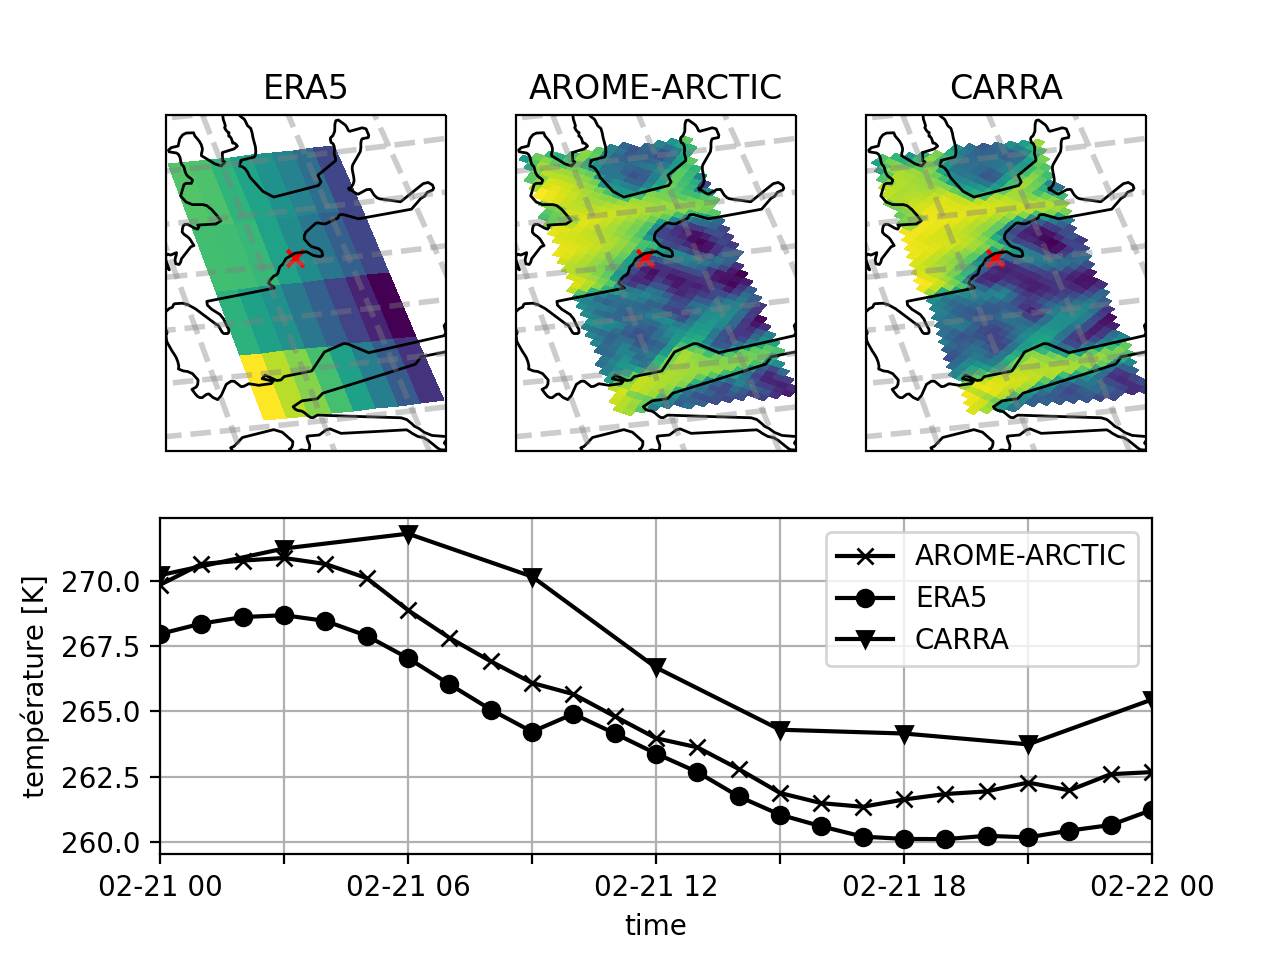 ERA5 AROME-ARCTIC CARRA
température [K]
270.0
267.5
265.0
262.5
260.0
AROME-ARCTIC
ERA5
CARRA
02-21 00 02-21 06 02-21 12 02-21 18 02-22 00
time